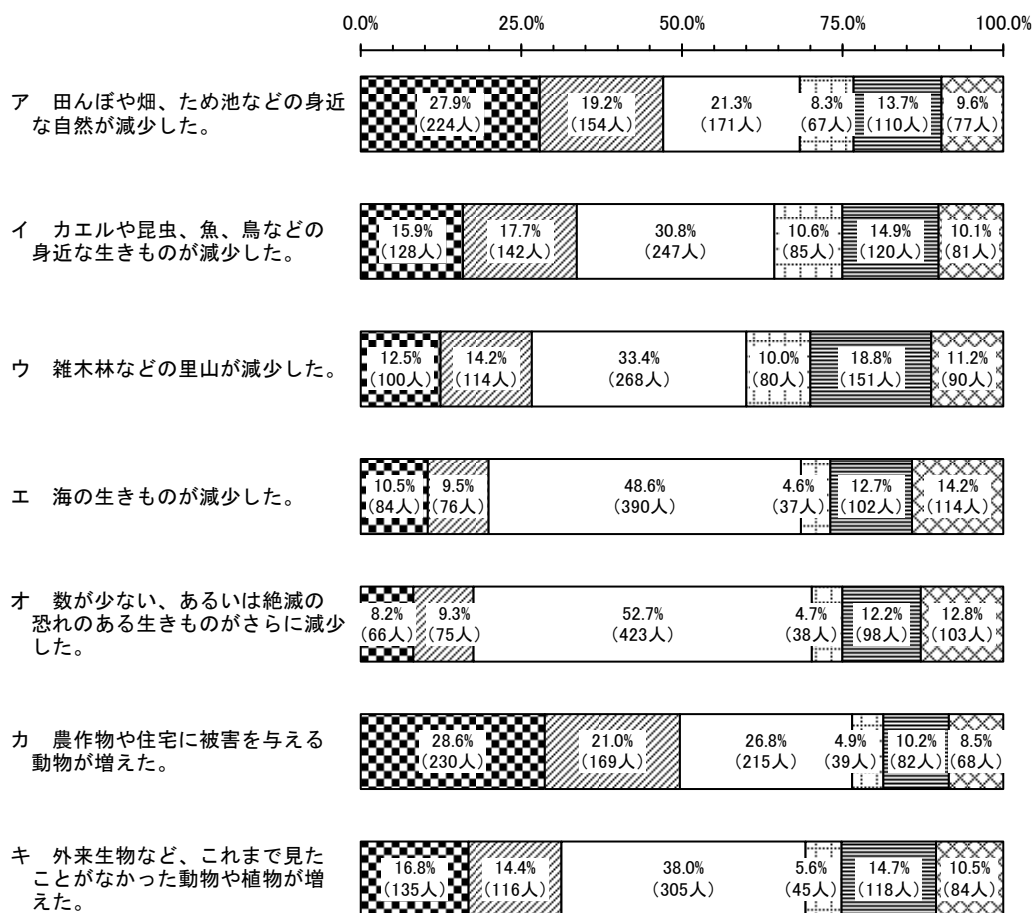 0.0% 25.0% 50.0% 75.0% 100.0%
ア 田んぼや畑、ため池などの身近
な自然が減少した。
27.9% 19.2% 21.3% 8.3% 13.7% 9.6%
(224人) (154人) (171人) (67人) (110人) (77人)
イ カエルや昆虫、魚、鳥などの
身近な生きものが減少した。
15.9% 17.7% 30.8% 10.6% 14.9% 10.1%
(128人) (142人) (247人) (85人) (120人) (81人)
ウ 雑木林などの里山が減少した。
12.5% 14.2% 33.4% 10.0% 18.8% 11.2%
(100人) (114人) (268人) (80人) (151人) (90人)
エ 海の生きものが減少した。
10.5% 9.5% 48.6% 4.6% 12.7% 14.2%
(84人) (76人) (390人) (37人) (102人) (114人)
オ 数が少ない、あるいは絶滅の
恐れのある生きものがさらに減少
した。
8.2% 9.3% 52.7% 4.7% 12.2% 12.8%
(66人) (75人) (423人) (38人) (98人) (103人)
カ 農作物や住宅に被害を与える
動物が増えた。
28.6% 21.0% 26.8% 4.9% 10.2% 8.5%
(230人) (169人) (215人) (39人) (82人) (68人)
キ 外来生物など、これまで見た
ことがなかった動物や植物が増
えた。
16.8% 14.4% 38.0% 5.6% 14.7% 10.5%
(135人) (116人) (305人) (45人) (118人) (84人)